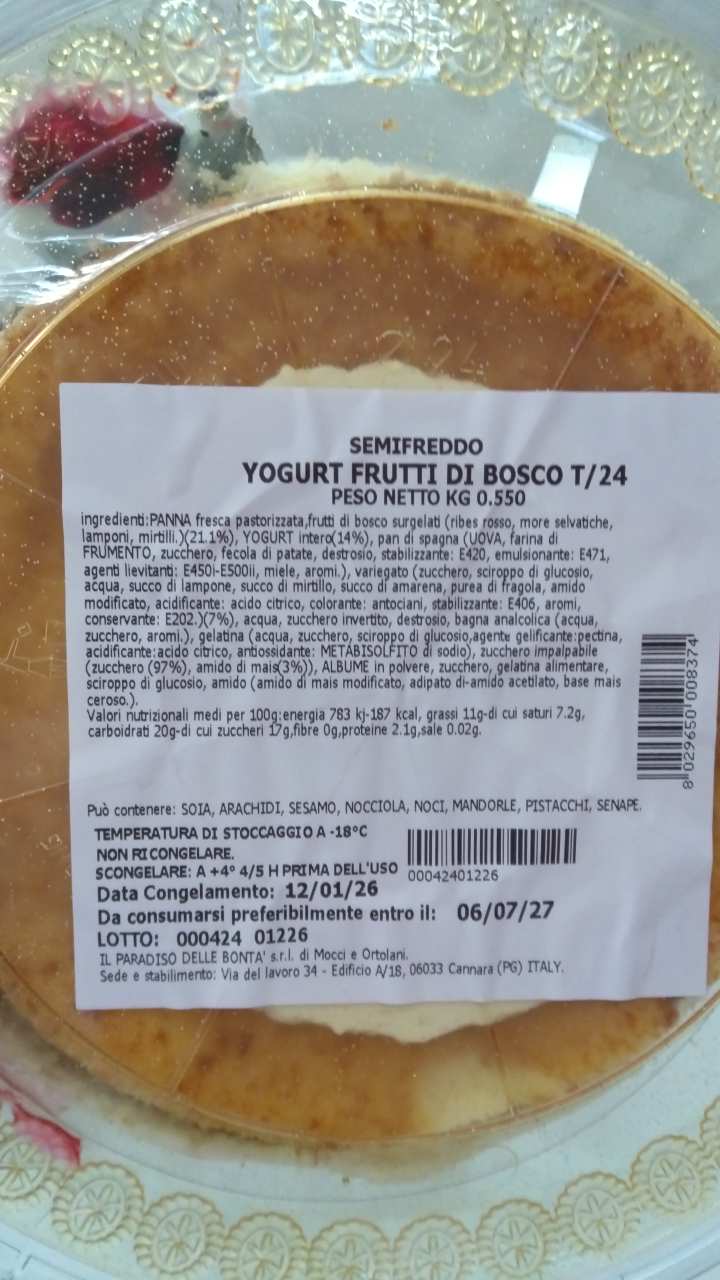 SEMIFREDDO
YOGURT FRUTTI DI BOSCO T/24
PESO NETTO KG 0.550
ingredienti:PANNA fresca pastorizzata,frutti di bosco surgelati (ribes rosso, more selvatiche,
lamponi, mirtilli.)(21.1%), YOGURT intero(14%), pan di spagna (UOVA, farina di
FRUMENTO, zucchero, fecola di patate, destrosio, stabilizzante: E420, emulsionante: E471,
agenti lievitanti: E450i-E500ii, miele, aromi.), variegato (zucchero, sciroppo di glucosio,
acqua, succo di lampone, succo di mirtillo, succo di amarena, purea di fragola, amido
modificato, acidificante: acido citrico, colorante: antociani, stabilizzante: E406, aromi,
conservante: E202.)(7%), acqua, zucchero invertito, destrosio, bagna analcolica (acqua,
zucchero, aromi.), gelatina (acqua, zucchero, sciroppo di glucosio,agente gelificante:pectina,
acidificante:acido citrico, antiossidante: METABISOLFITO di sodio), zucchero impalpabile
(zucchero (97%), amido di mais(3%)), ALBUME in polvere, zucchero, gelatina alimentare,
sciroppo di glucosio, amido (amido di mais modificato, adipato di-amido acetilato, base mais
ceroso.).
Valori nutrizionali medi per 100g:energia 783 kj-187 kcal, grassi 11g-di cui saturi 7.2g,
carboidrati 20g-di cui zuccheri 17g,fibre 0g,proteine 2.1g,sale 0.02g.
8 029650 008374
Può contenere: SOIA, ARACHIDI, SESAMO, NOCCIOLA, NOCI, MANDORLE, PISTACCHI, SENAPE.
TEMPERATURA DI STOCCAGGIO A -18°C
NON RICONGELARE.
SCONGELARE: A +4° 4/5 H PRIMA DELL'USO
00042401226
Data Congelamento: 12/01/26
Da consumarsi preferibilmente entro il: 06/07/27
LOTTO: 000424 01226
IL PARADISO DELLE BONTA' s.r.l. di Mocci e Ortolani.
Sede e stabilimento: Via del lavoro 34 - Edificio A/18, 06033 Cannara (PG) ITALY.